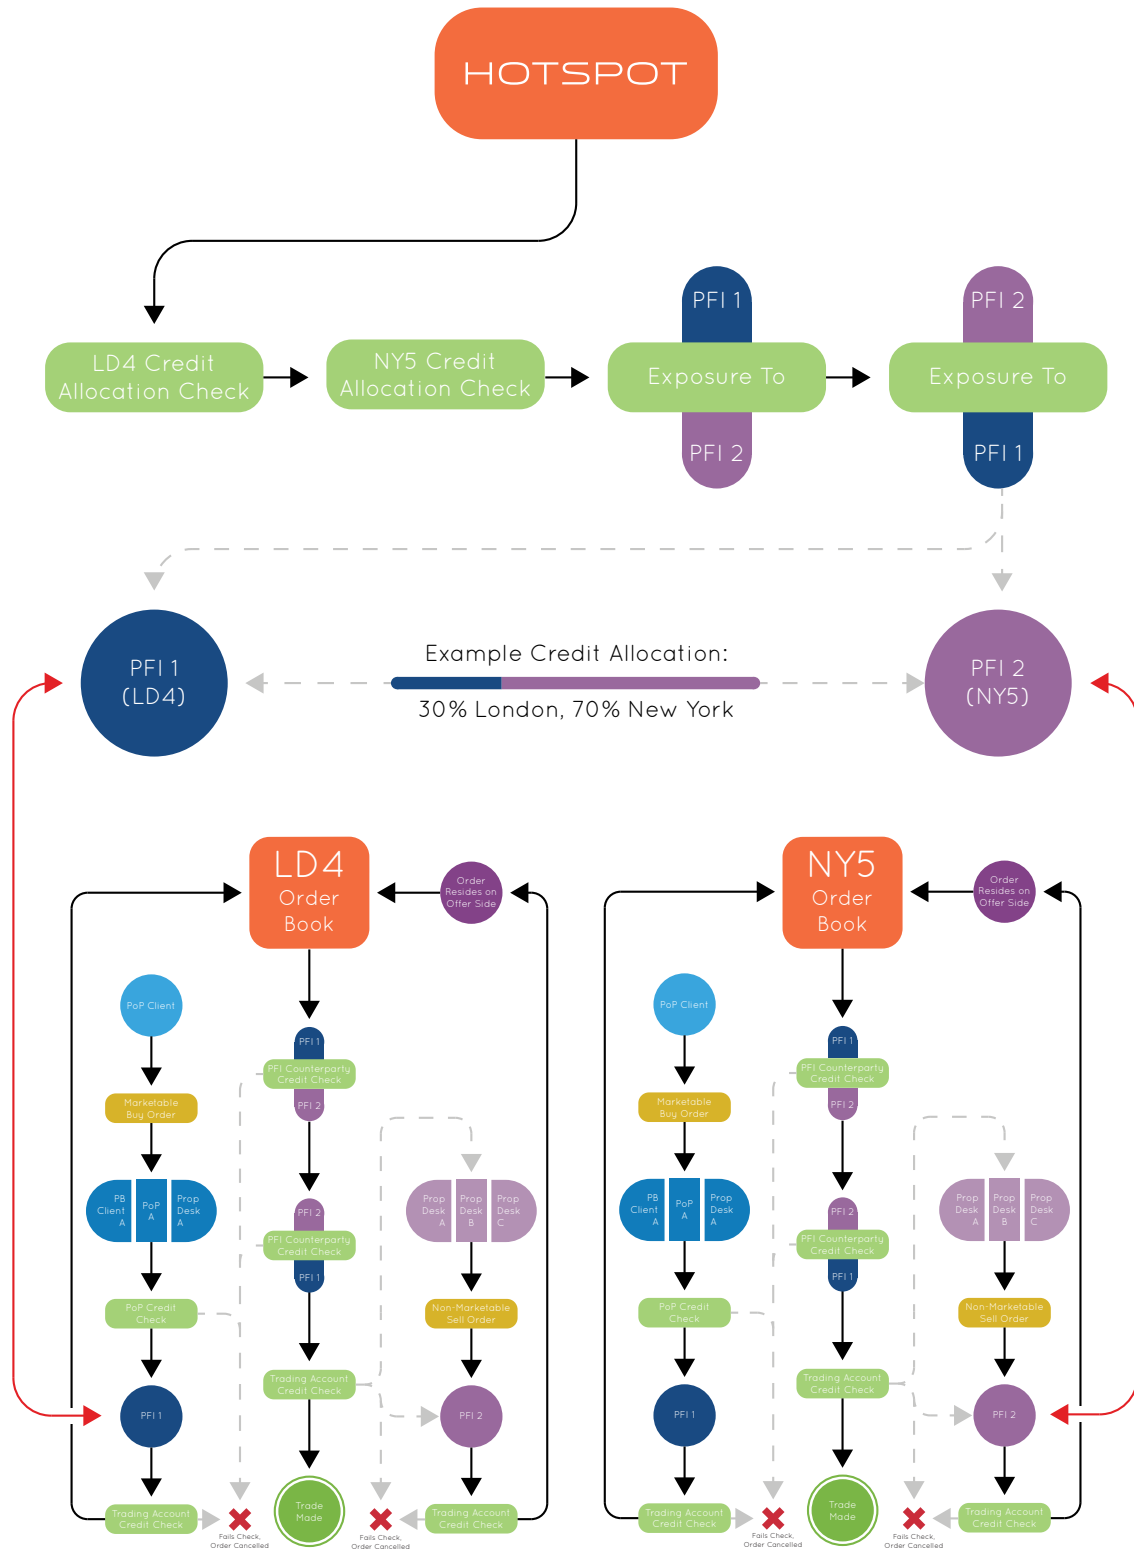 HOTSPOT
PFI 1
PFI 2
LD4 Credit
Allocation Check
NY5 Credit
Allocation Check
Exposure To
Exposure To
PFI 2
PFI 1
PFI 1
(LD4)
Example Credit Allocation:
30% London, 70% New York
PFI 2
(NY5)
LD4
Order
Book
Order
Resides on
Offer Side
PoP Client
PFI 1
PFI Counterparty
Credit Check
PFI 2
Marketable
Buy Order
PB
Client
A
PoP
A
Prop
Desk
A
PFI 2
PFI Counterparty
Credit Check
PFI 1
Prop
Desk
A
Prop
Desk
B
Prop
Desk
C
PoP Credit
Check
Non-Marketable
Sell Order
Trading Account
Credit Check
PFI 1
PFI 2
Trading Account
Credit Check
Fails Check,
Order Cancelled
Trade
Made
Fails Check,
Order Cancelled
Trading Account
Credit Check
NY5
Order
Book
Order
Resides on
Offer Side
PoP Client
PFI 1
PFI Counterparty
Credit Check
PFI 2
Marketable
Buy Order
PB
Client
A
PoP
A
Prop
Desk
A
PFI 2
PFI Counterparty
Credit Check
PFI 1
Prop
Desk
A
Prop
Desk
B
Prop
Desk
C
PoP Credit
Check
Non-Marketable
Sell Order
Trading Account
Credit Check
PFI 1
PFI 2
Trading Account
Credit Check
Fails Check,
Order Cancelled
Trade
Made
Fails Check,
Order Cancelled
Trading Account
Credit Check